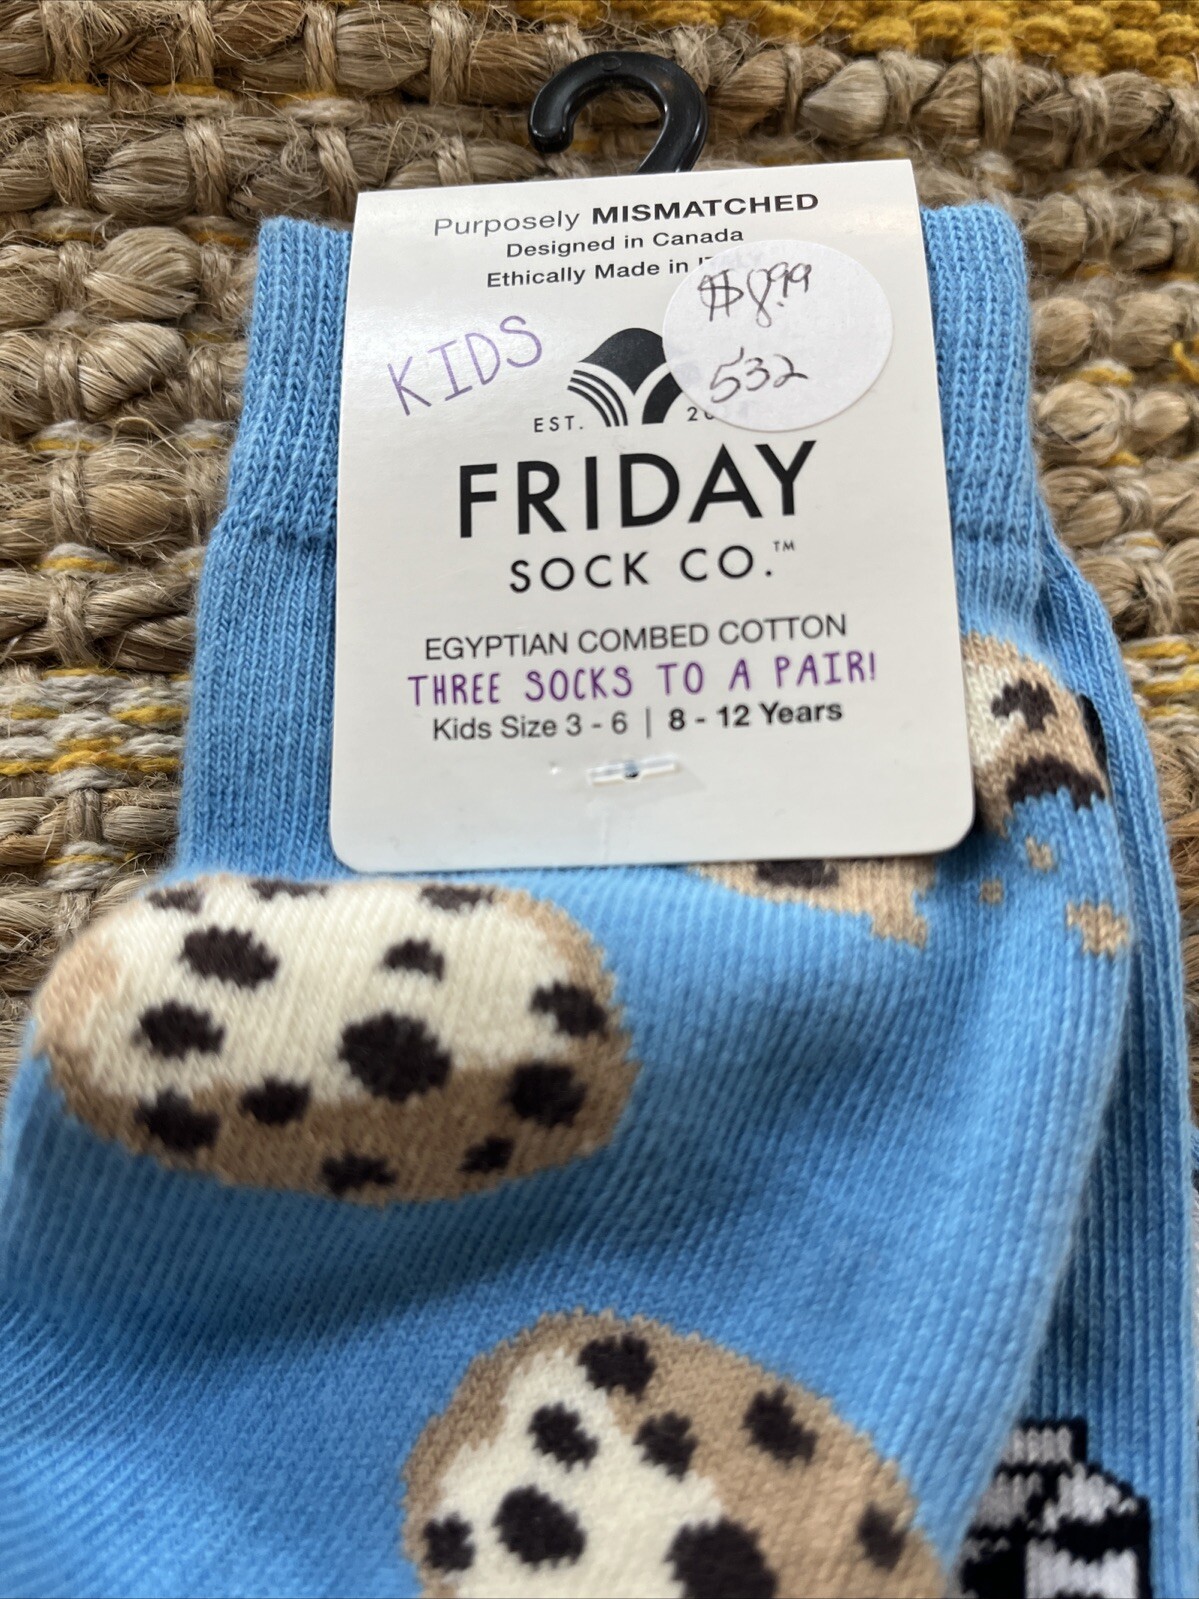 Purposely MISMATCHED
Designed in Canada
Ethically Made in
$8.99
532
KIDS
EST.
FRIDAY
SOCK CO.™
EGYPTIAN COMBED COTTON
THREE SOCKS TO A PAIR!
Kids Size 3 - 6 | 8 - 12 Years